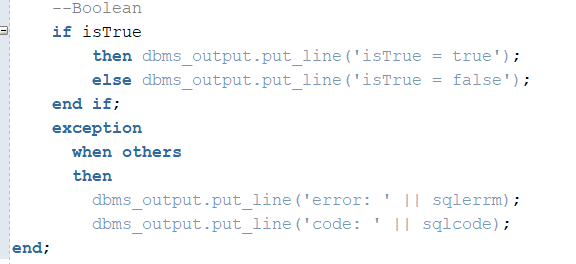 --Boolean
if isTrue
then dbms_output.put_line('isTrue = true');
else dbms_output.put_line('isTrue = false');
end if;
exception
when others
then
dbms_output.put_line('error: ' || sqlerrm);
dbms_output.put_line('code: ' || sqlcode);
end;